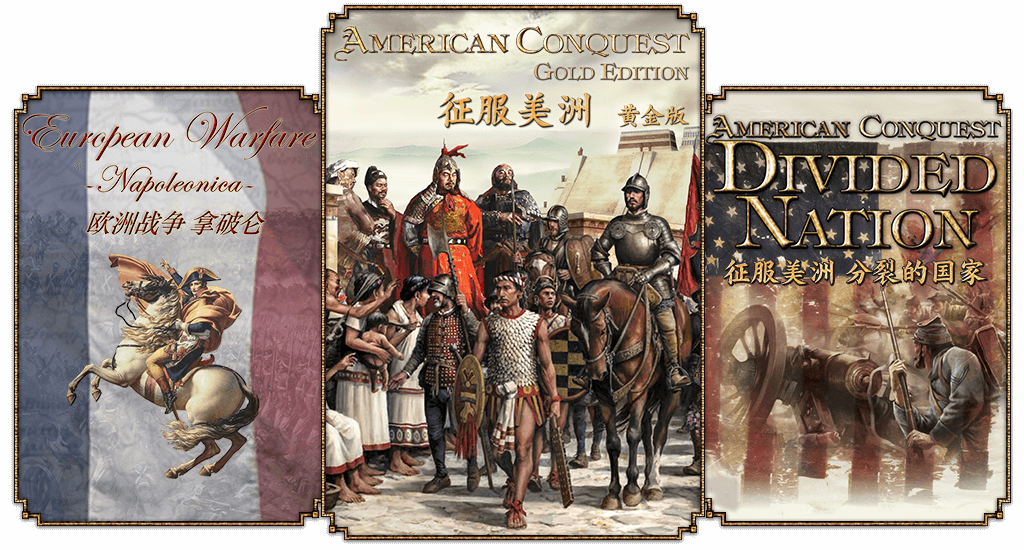 European Warfare
-Napoleonica-
欧洲战争 拿破仑
AMERICAN CONQUEST
GOLD EDITION
征服美洲 黄金版
AMERICAN CONQUEST
DIVIDED
NATION
征服美洲 分裂的国家